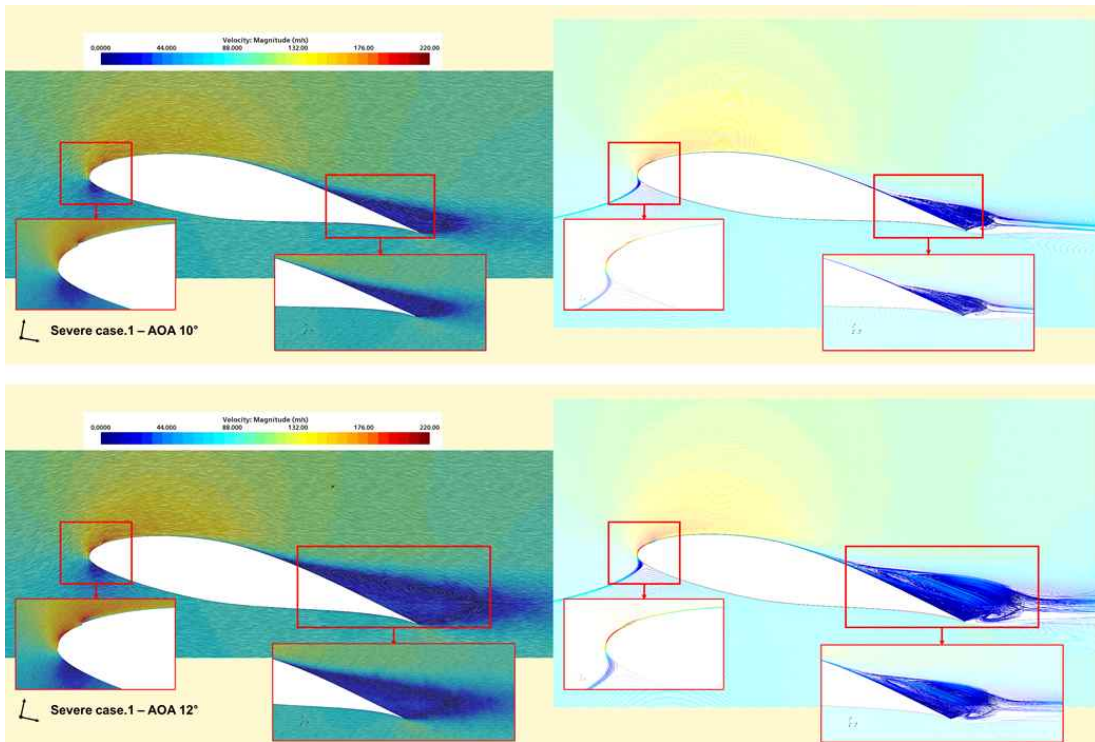 Velocity: Magnitude (m/s)
0.0000 44.000 88.000 132.00 176.00 220.00
Severe case.1 – AOA 10°
Velocity: Magnitude (m/s)
0.0000 44.000 88.000 132.00 176.00 220.00
Severe case.1 – AOA 12°